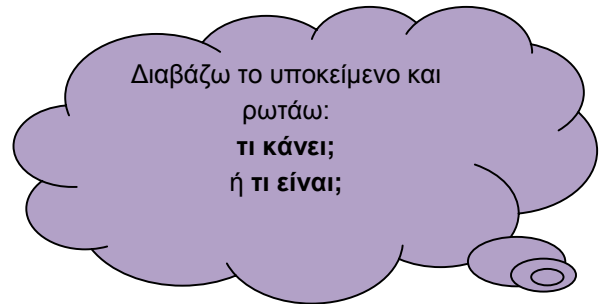 Διαβάζω το υποκείμενο και
ρωτάω:
τι κάνει;
ή τι είναι;